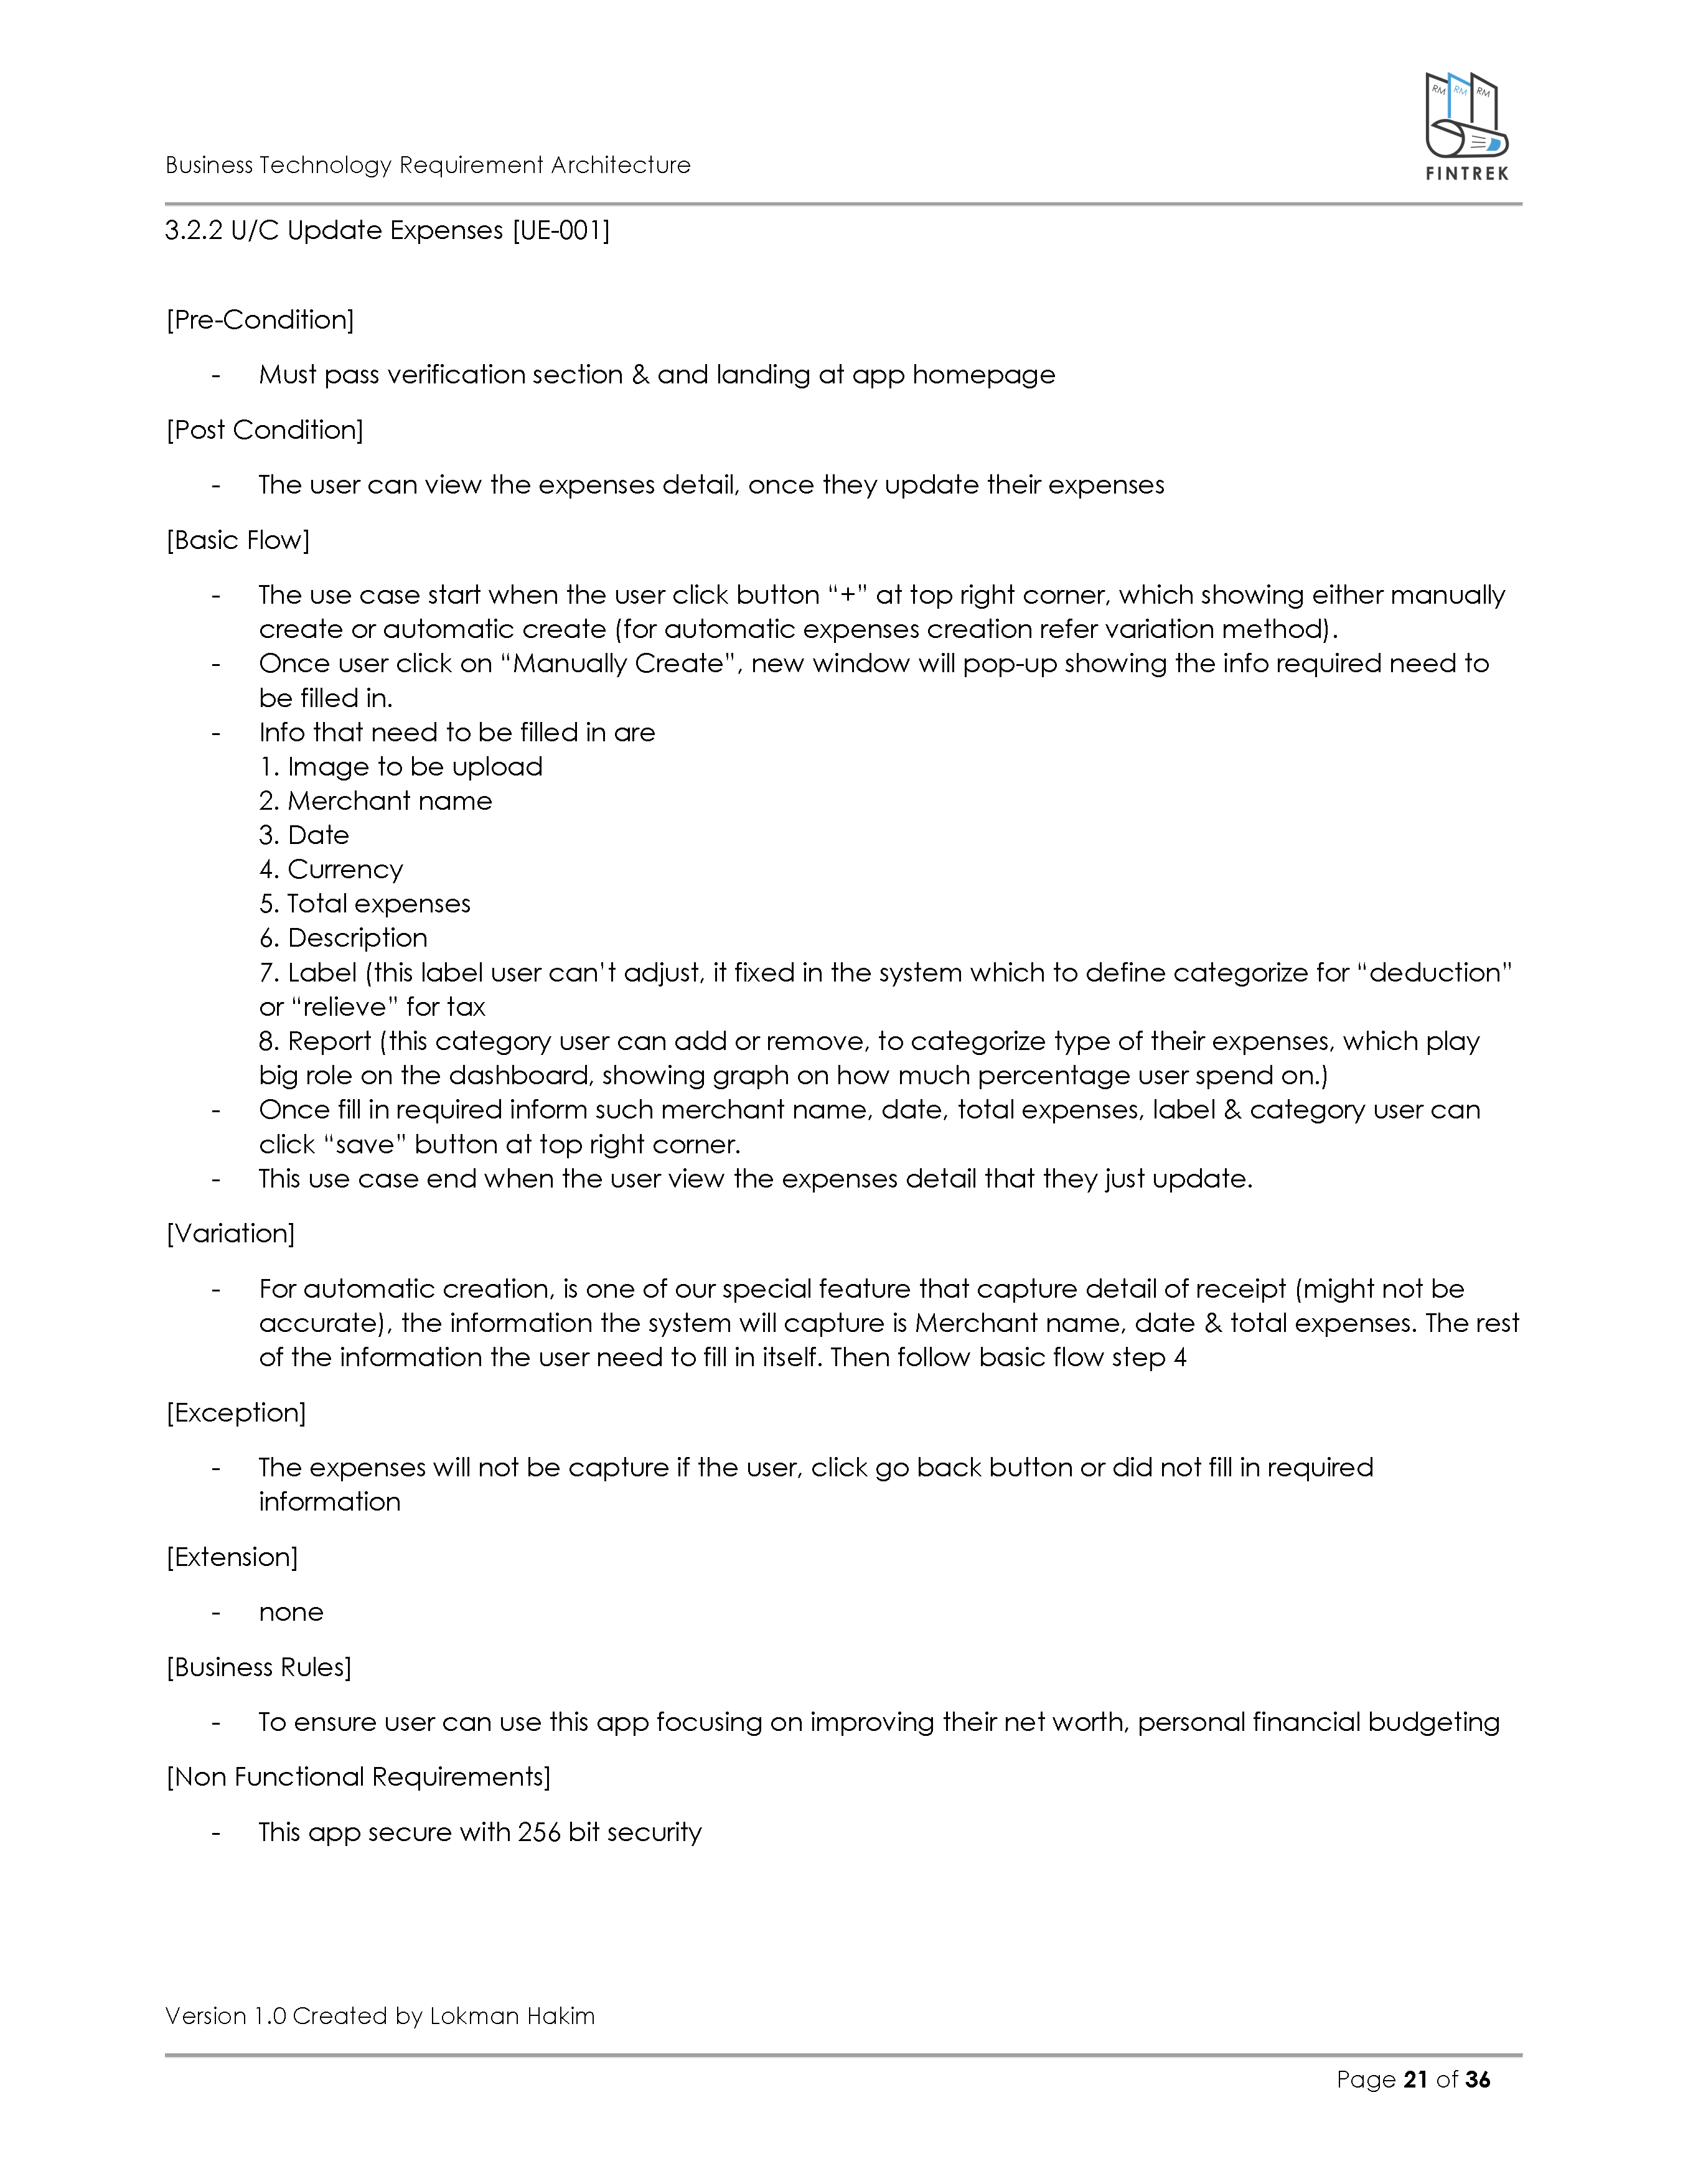 RM RM RM
FINTREK
Business Technology Requirement Architecture
3.2.2 U/C Update Expenses [UE-001]
[Pre-Condition]
- Must pass verification section & and landing at app homepage
[Post Condition]
- The user can view the expenses detail, once they update their expenses
[Basic Flow]
- The use case start when the user click button “+” at top right corner, which showing either manually
create or automatic create (for automatic expenses creation refer variation method).
- Once user click on “Manually Create”, new window will pop-up showing the info required need to
be filled in.
- Info that need to be filled in are
1. Image to be upload
2. Merchant name
3. Date
4. Currency
5. Total expenses
6. Description
7. Label (this label user can’t adjust, it fixed in the system which to define categorize for “deduction”
or “relieve” for tax
8. Report (this category user can add or remove, to categorize type of their expenses, which play
big role on the dashboard, showing graph on how much percentage user spend on.)
- Once fill in required inform such merchant name, date, total expenses, label & category user can
click “save” button at top right corner.
- This use case end when the user view the expenses detail that they just update.
[Variation]
- For automatic creation, is one of our special feature that capture detail of receipt (might not be
accurate), the information the system will capture is Merchant name, date & total expenses. The rest
of the information the user need to fill in itself. Then follow basic flow step 4
[Exception]
- The expenses will not be capture if the user, click go back button or did not fill in required
information
[Extension]
- none
[Business Rules]
- To ensure user can use this app focusing on improving their net worth, personal financial budgeting
[Non Functional Requirements]
- This app secure with 256 bit security
Version 1.0 Created by Lokman Hakim
Page 21 of 36